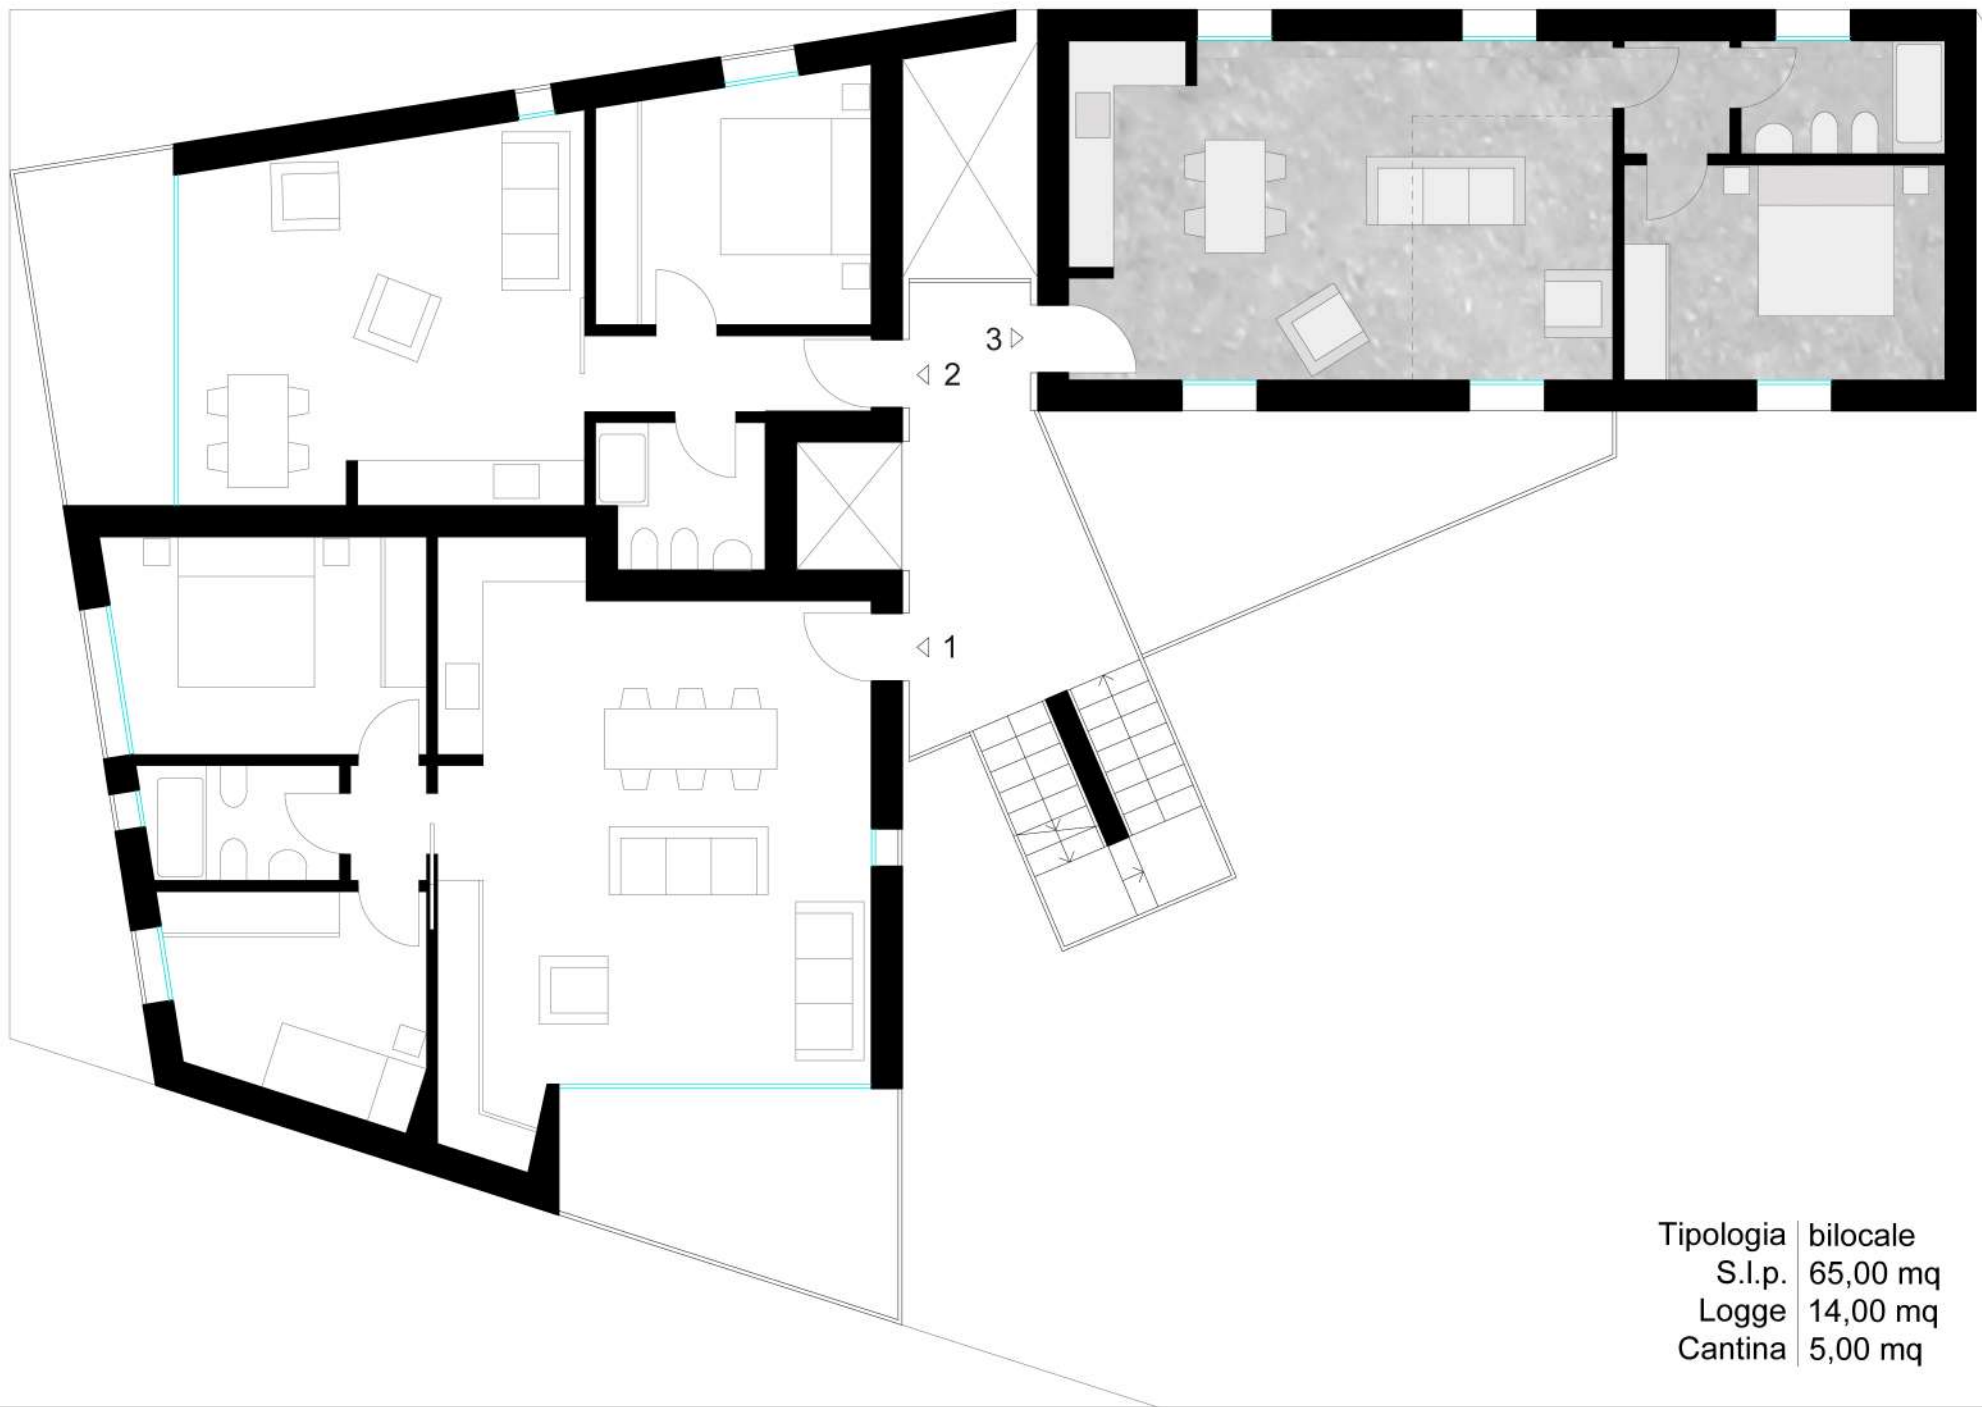 3
2
1
Tipologia bilocale
S.l.p. 65,00 mq
Logge 14,00 mq
Cantina 5,00 mq